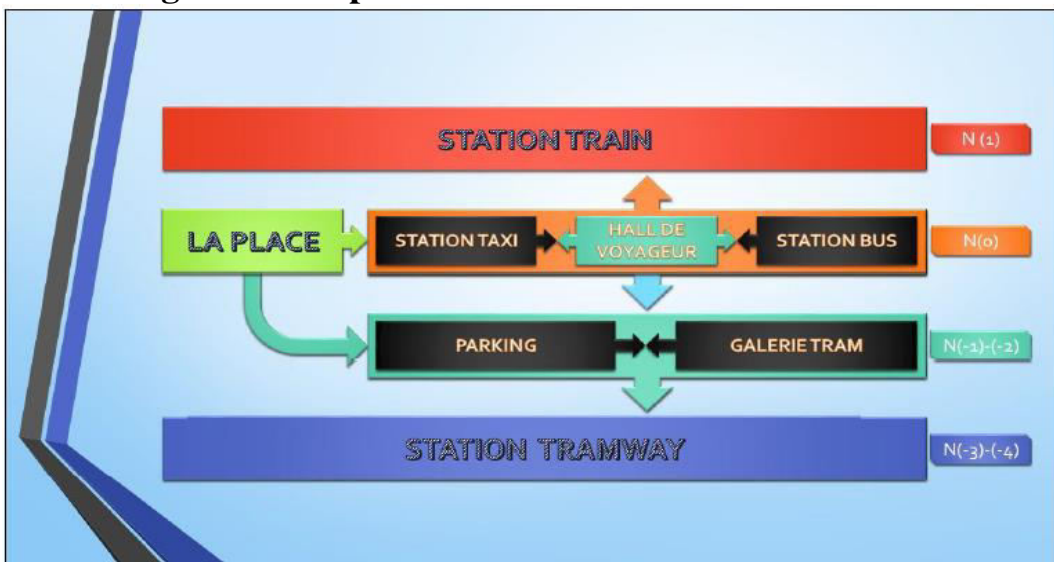 STATION TRAIN
N (1)
LA PLACE
STATION TAXI
HALL DE
VOYAGEUR
STATION BUS
N(0)
PARKING
GALERIE TRAM
N(-1)-(-2)
STATION TRAMWAY
N(-3)-(-4)